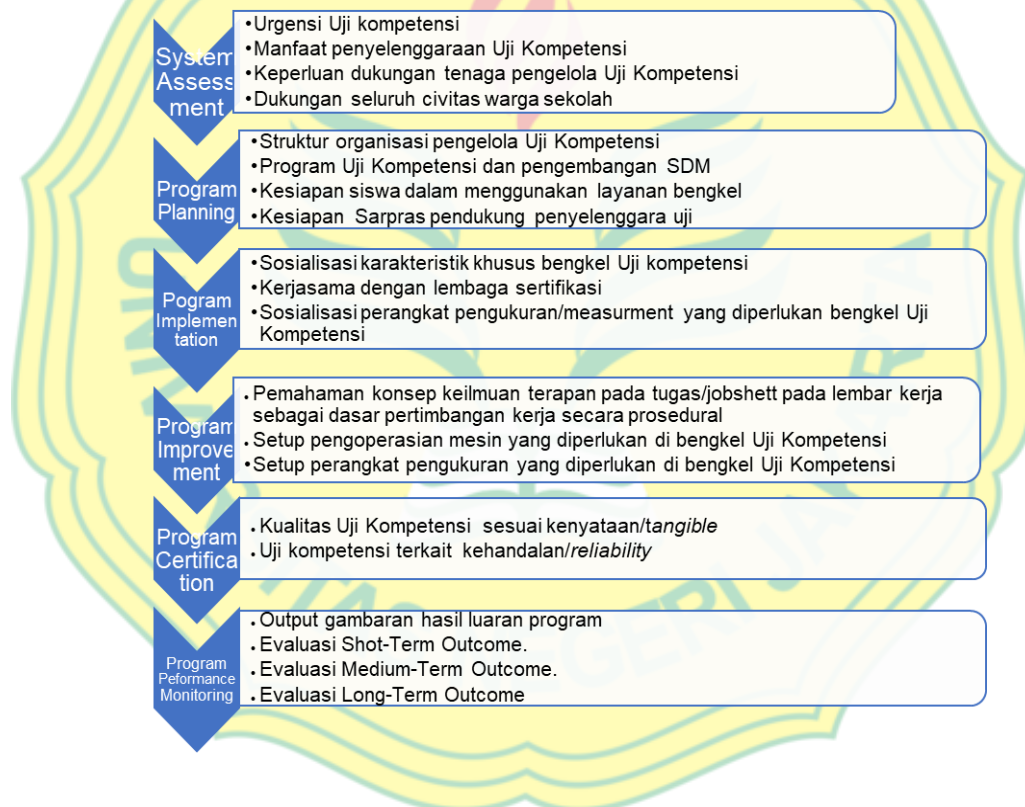 System
Assess
ment
•Urgensi Uji kompetensi
•Manfaat penyelenggaraan Uji Kompetensi
•Keperluan dukungan tenaga pengelola Uji Kompetensi
•Dukungan seluruh civitas warga sekolah
Program
Planning
•Struktur organisasi pengelola Uji Kompetensi
•Program Uji Kompetensi dan pengembangan SDM
•Kesiapan siswa dalam menggunakan layanan bengkel
•Kesiapan Sarpras pendukung penyelenggara uji
Pogram
Implemen
tation
•Sosialisasi karakteristik khusus bengkel Uji kompetensi
•Kerjasama dengan lembaga sertifikasi
•Sosialisasi perangkat pengukuran/measurment yang diperlukan bengkel Uji
Kompetensi
Program
Improve
ment
•Pemahaman konsep keilmuan terapan pada tugas/jobshett pada lembar kerja
sebagai dasar pertimbangan kerja secara prosedural
•Setup pengoperasian mesin yang diperlukan di bengkel Uji Kompetensi
•Setup perangkat pengukuran yang diperlukan di bengkel Uji Kompetensi
Program
Certifica
tion
•Kualitas Uji Kompetensi sesuai kenyataan/tangible
•Uji kompetensi terkait kehandalan/reliability
Program
Peformance
Monitoring
•Output gambaran hasil luaran program
•Evaluasi Shot-Term Outcome.
•Evaluasi Medium-Term Outcome.
•Evaluasi Long-Term Outcome